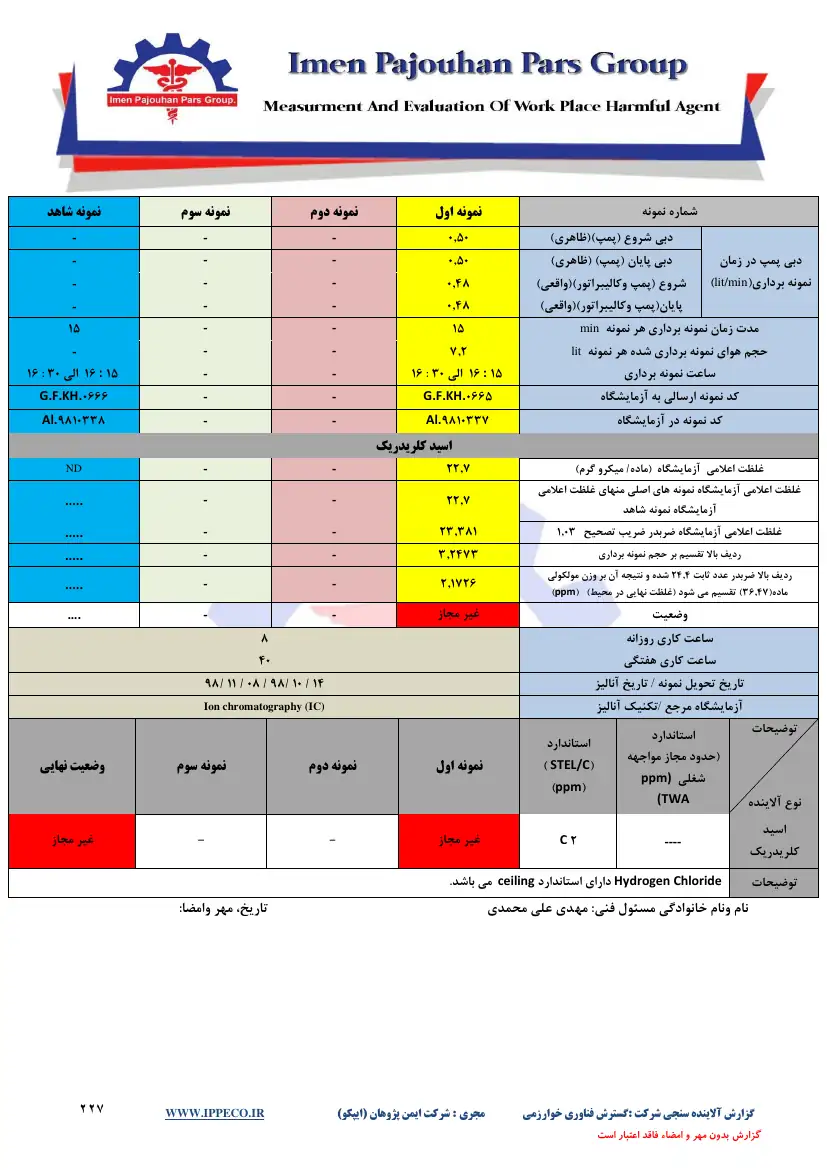 Imen Pajouhan Pars Group
Imen Pajouhan Pars Group.
Measurment And Evaluation Of Work Place Harmful Agent
شماره نمونه نمونه اول نمونه دوم نمونه سوم نمونه شاهد
دبی پمپ در زمان نمونه برداری(lit/min)
دبی شروع (پمپ)(ظاهری) ۰,۵۰ - - -
دبی پایان (پمپ) (ظاهری) ۰,۵۰ - - -
شروع (پمپ وکالیبراتور)(واقعی) ۰,۴۸ - - -
پایان(پمپ وکالیبراتور)(واقعی) ۰,۴۸ - - -
مدت زمان نمونه برداری هر نمونه min ۱۵ - - ۱۵
حجم هوای نمونه برداری شده هر نمونه lit ۷,۲ - - -
ساعت نمونه برداری ۱۵ : ۱۶ الی ۳۰ : ۱۶ - - ۱۵ : ۱۶ الی ۳۰ : ۱۶
کد نمونه ارسالی به آزمایشگاه G.F.KH.۰۶۶۵ - - G.F.KH.۰۶۶۶
کد نمونه در آزمایشگاه Al.۹۸۱۰۳۳۷ - - Al.۹۸۱۰۳۳۸
اسید کلریدریک
غلظت اعلامی آزمایشگاه (ماده/ میکرو گرم) ۲۲,۷ - - ND
غلظت اعلامی آزمایشگاه نمونه های اصلی منهای غلظت اعلامی
آزمایشگاه نمونه شاهد ۲۲,۷ - - .....
غلظت اعلامی آزمایشگاه ضربدر ضریب تصحیح ۱,۰۳ ۲۳,۳۸۱ - - .....
ردیف بالا تقسیم بر حجم نمونه برداری ۳,۲۴۷۳ - - .....
ردیف بالا ضربدر عدد ثابت ۲۴,۴ شده و نتیجه آن بر وزن مولکولی
ماده(۳۶,۴۷) تقسیم می شود (غلظت نهایی در محیط) (ppm) ۲,۱۷۲۶ - - .....
وضعیت غیر مجاز - - ....
ساعت کاری روزانه ۸
ساعت کاری هفتگی ۴۰
تاریخ تحویل نمونه / تاریخ آنالیز ۱۴ / ۱۰ /۹۸ / ۰۸ / ۱۱ /۹۸
آزمایشگاه مرجع /تکنیک آنالیز Ion chromatography (IC)
توضیحات
نوع آلاینده
استاندارد
(حدود مجاز مواجهه
شغلی ppm)
(TWA
استاندارد
(STEL/C )
(ppm)
نمونه اول نمونه دوم نمونه سوم وضعیت نهایی
اسید
کلریدریک ---- C ۲ غیر مجاز – – غیر مجاز
توضیحات Hydrogen Chloride دارای استاندارد ceiling می باشد.
نام ونام خانوادگی مسئول فنی: مهدی علی محمدی تاریخ، مهر وامضا:
گزارش آلاینده سنجی شرکت :گسترش فناوری خوارزمی مجری : شرکت ایمن پژوهان (ایپکو) WWW.IPPECO.IR ۲۲۷
گزارش بدون مهر و امضاء فاقد اعتبار است